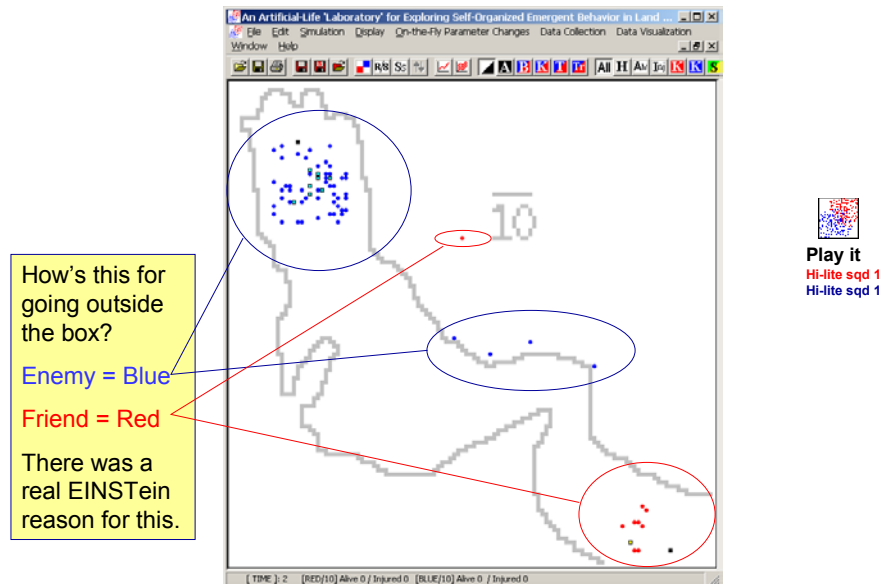 An Artificial-Life 'Laboratory' for Exploring Self-Organized Emergent Behavior in Land ...
File Edit Simulation Display On-the-Fly Parameter Changes Data Collection Data Visualization
Window Help
R/S
A B K T All H K K S
10
How's this for
going outside
the box?
Enemy = Blue
Friend = Red
There was a
real EINSTein
reason for this.
Play it
Hi-lite sqd 1
Hi-lite sqd 1
[ TIME ]: 2 [RED/10] Alive 0 / Injured 0 [BLUE/10] Alive 0 / Injured 0